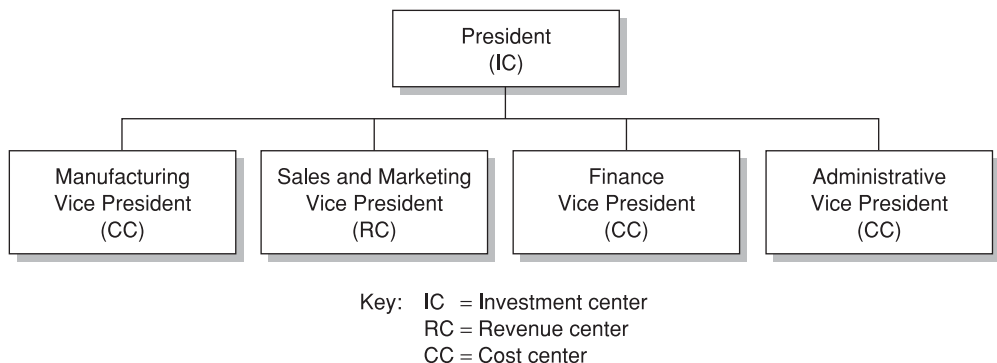 President
(IC)
Manufacturing
Vice President
(CC)
Sales and Marketing
Vice President
(RC)
Finance
Vice President
(CC)
Administrative
Vice President
(CC)
Key: IC = Investment center
RC = Revenue center
CC = Cost center